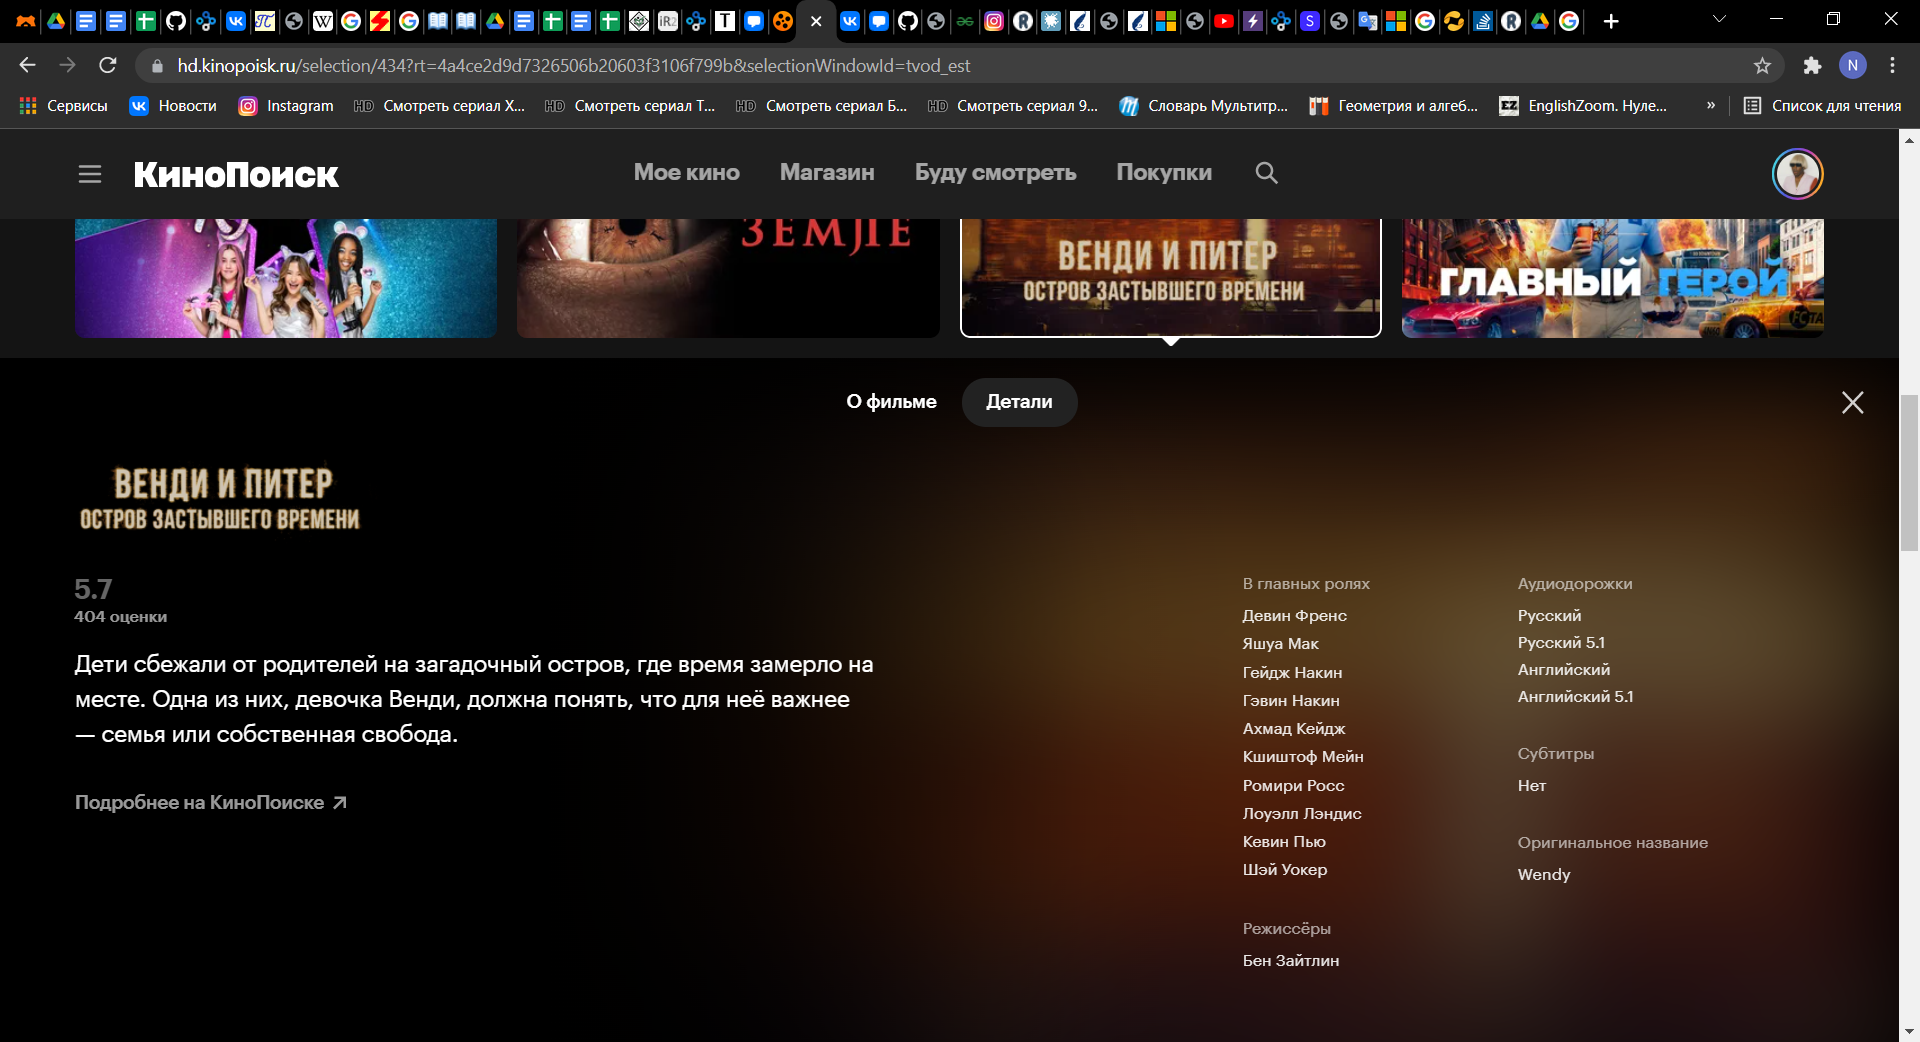 hd.kinopoisk.ru/selection/434?rt=4a4ce2d9d7326506b20603f3106f799b&selectionWindowId=tvod_est
N
Сервисы
Новости
Instagram
HD Смотреть сериал Х...
HD Смотреть сериал Т...
HD Смотреть сериал Б...
HD Смотреть сериал 9...
Словарь Мультитр...
Геометрия и алгеб...
EZ EnglishZoom. Нуле...
»
Список для чтения
КиноПоиск
Мое кино
Магазин
Буду смотреть
Покупки
ЗЕМЛЕ
ВЕНДИ И ПИТЕР
ОСТРОВ ЗАСТЫВШЕГО ВРЕМЕНИ
ГЛАВНЫЙ ГЕРОЙ
О фильме
Детали
ВЕНДИ И ПИТЕР
ОСТРОВ ЗАСТЫВШЕГО ВРЕМЕНИ
5.7
404 оценки
Дети сбежали от родителей на загадочный остров, где время замерло на
месте. Одна из них, девочка Венди, должна понять, что для неё важнее
— семья или собственная свобода.
Подробнее на КиноПоиске
В главных ролях
Девин Френс
Яшуа Мак
Гейдж Накин
Гэвин Накин
Ахмад Кейдж
Кшиштоф Мейн
Ромири Росс
Лоуэлл Лэндис
Кевин Пью
Шэй Уокер
Режиссёры
Бен Зайтлин
Аудиодорожки
Русский
Русский 5.1
Английский
Английский 5.1
Субтитры
Нет
Оригинальное название
Wendy